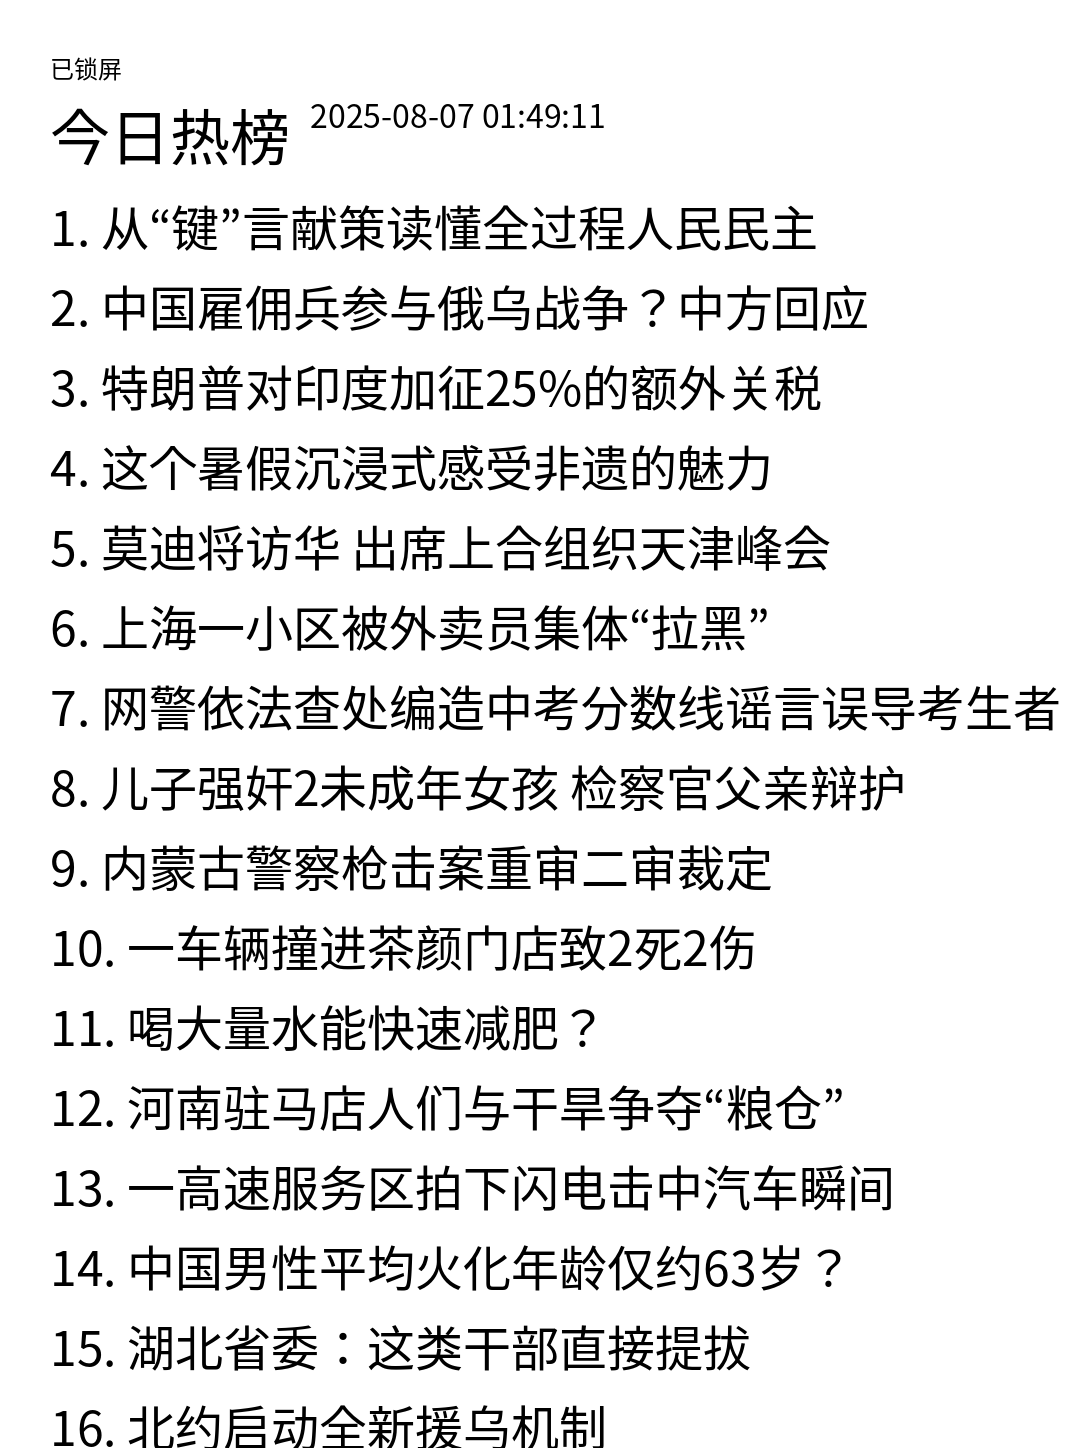 已锁屏
今日热榜 2025-08-07 01:49:11
1. 从“键”言献策读懂全过程人民民主
2. 中国雇佣兵参与俄乌战争？中方回应
3. 特朗普对印度加征25%的额外关税
4. 这个暑假沉浸式感受非遗的魅力
5. 莫迪将访华 出席上合组织天津峰会
6. 上海一小区被外卖员集体“拉黑”
7. 网警依法查处编造中考分数线谣言误导考生者
8. 儿子强奸2未成年女孩 检察官父亲辩护
9. 内蒙古警察枪击案重审二审裁定
10. 一车辆撞进茶颜门店致2死2伤
11. 喝大量水能快速减肥？
12. 河南驻马店人们与干旱争夺“粮仓”
13. 一高速服务区拍下闪电击中汽车瞬间
14. 中国男性平均火化年龄仅约63岁？
15. 湖北省委：这类干部直接提拔
16. 北约启动全新援乌机制